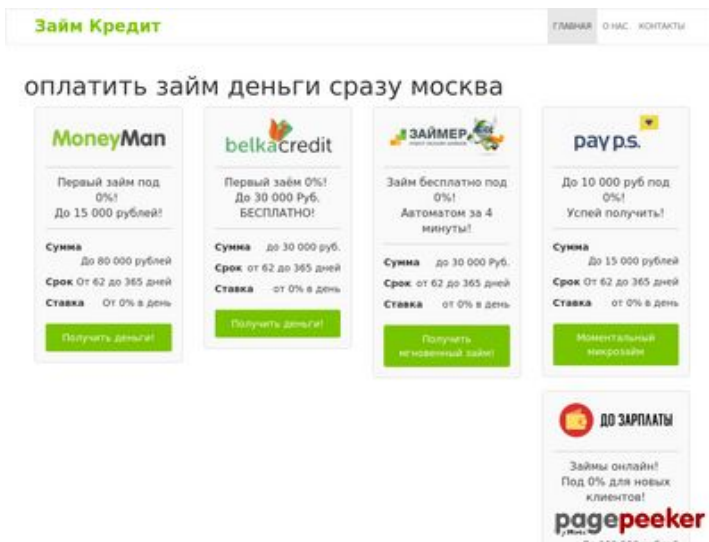 Займ Кредит
ГЛАВНАЯ О НАС КОНТАКТЫ
оплатить займ деньги сразу москва
MoneyMan
Первый займ под
0%!
До 15 000 рублей!
Сумма
До 80 000 рублей
Срок От 62 до 365 дней
Ставка От 0% в день
Получить деньги!
belkacredit
Первый заём 0%!
До 30 000 Руб.
БЕСПЛАТНО!
Сумма до 30 000 руб.
Срок от 62 до 365 дней
Ставка от 0% в день
Получить деньги!
ЗАЙМЕР
Займ бесплатно под
0%!
Автоматом за 4
минуты!
Сумма до 30 000 Руб.
Срок от 62 до 365 дней
Ставка от 0% в день
Получить
мгновенный займ!
pay p.s.
До 10 000 руб под
0%!
Успей получить!
Сумма
До 15 000 рублей
Срок От 62 до 365 дней
Ставка от 0% в день
Моментальный
микрозайм
ДО ЗАРПЛАТЫ
Займы онлайн!
Под 0% для новых
клиентов!
pagepeeker